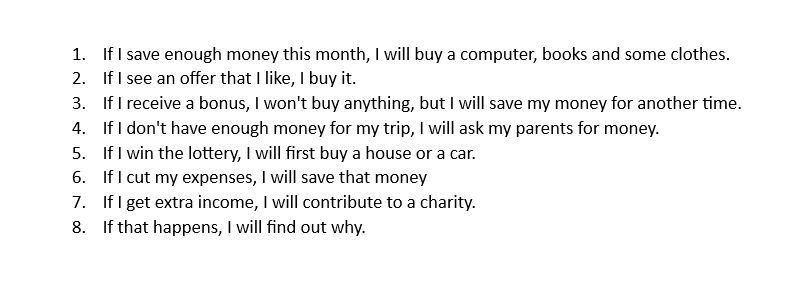 1. If I save enough money this month, I will buy a computer, books and some clothes.
2. If I see an offer that I like, I buy it.
3. If I receive a bonus, I won't buy anything, but I will save my money for another time.
4. If I don't have enough money for my trip, I will ask my parents for money.
5. If I win the lottery, I will first buy a house or a car.
6. If I cut my expenses, I will save that money
7. If I get extra income, I will contribute to a charity.
8. If that happens, I will find out why.